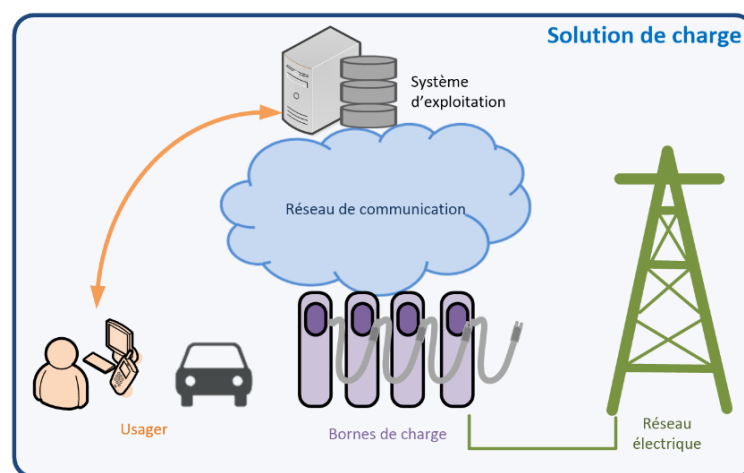 Solution de charge
Système
d'exploitation
Réseau de communication
Usager
Bornes de charge
Réseau
électrique